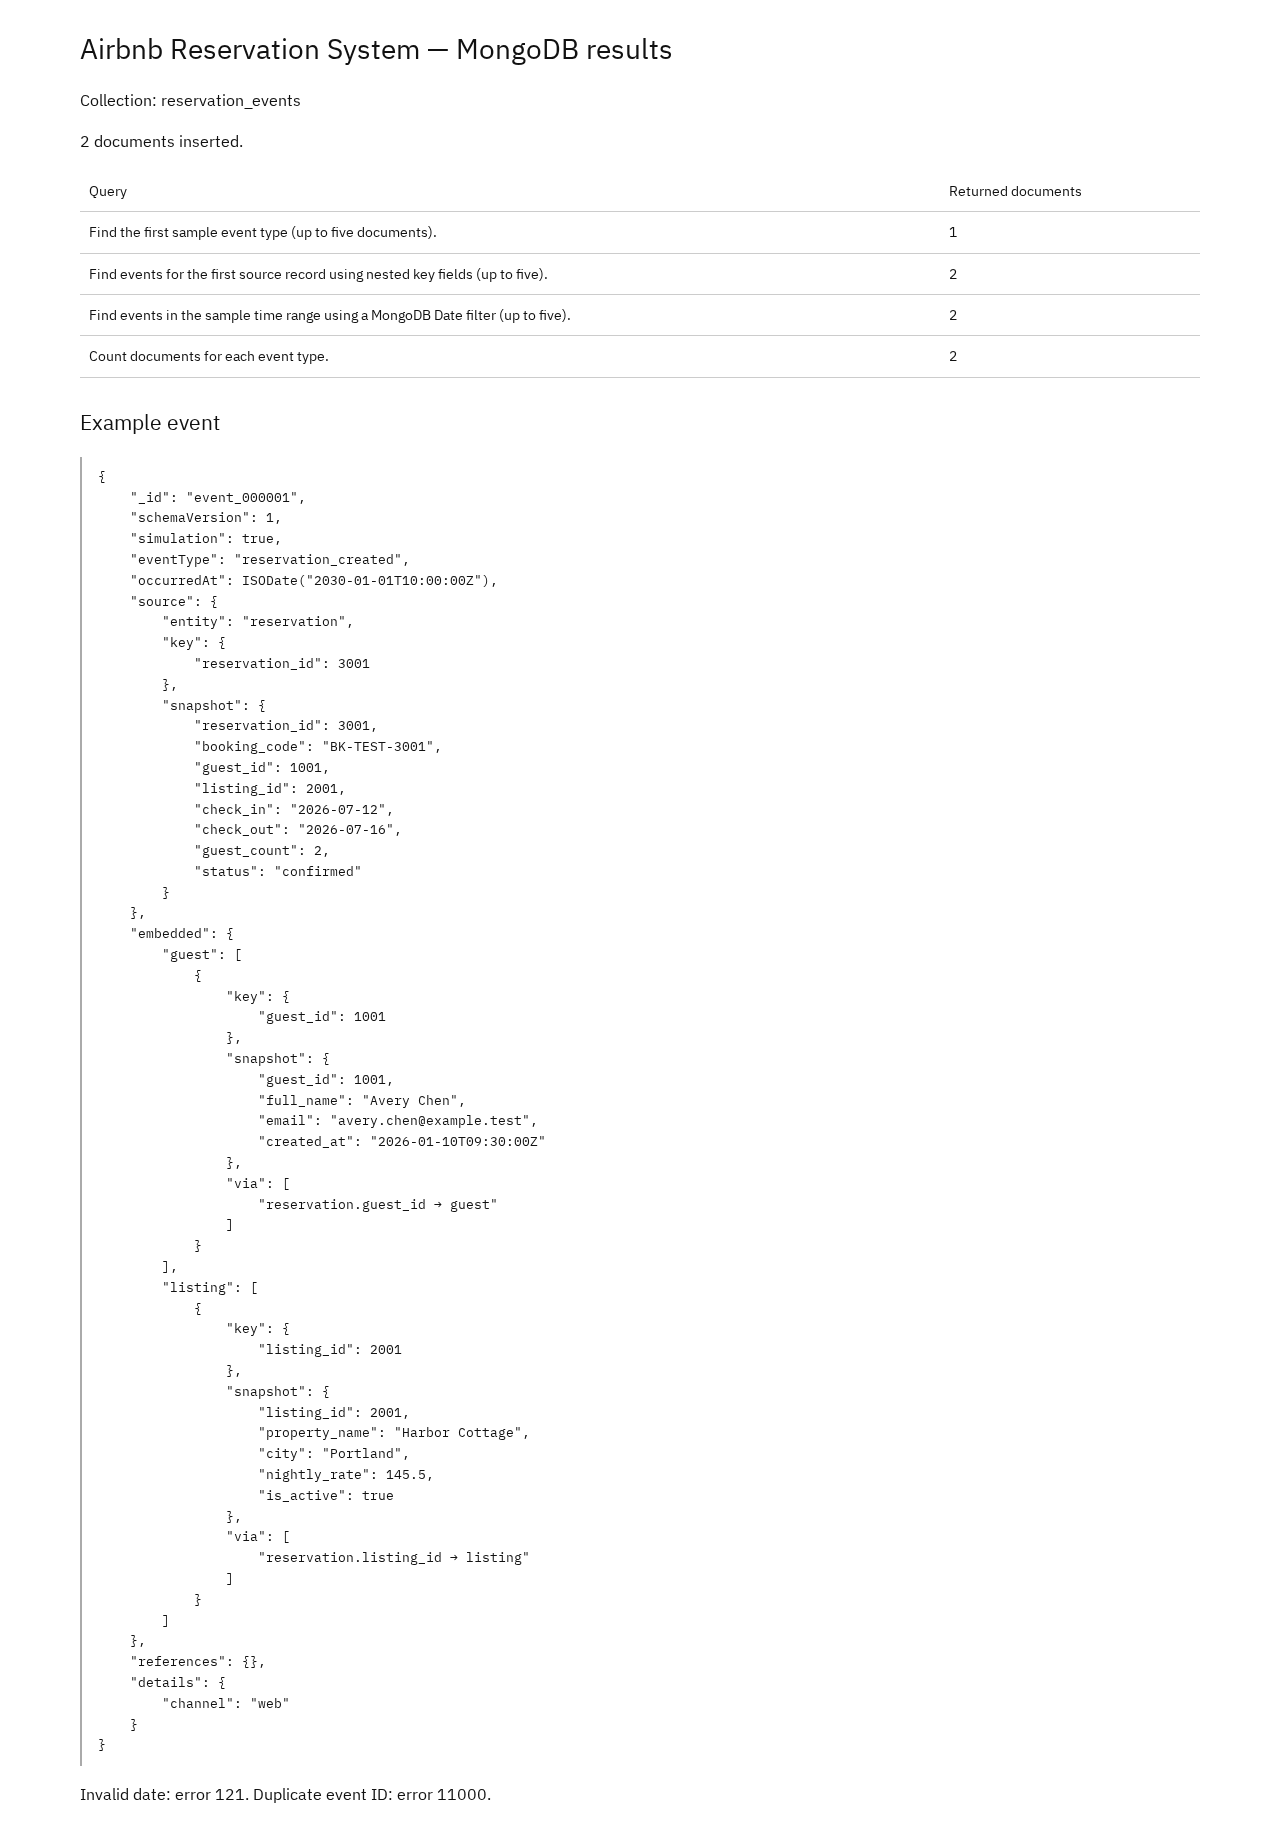 Airbnb Reservation System — MongoDB results
Collection: reservation_events
2 documents inserted.
Query Returned documents
Find the first sample event type (up to five documents). 1
Find events for the first source record using nested key fields (up to five). 2
Find events in the sample time range using a MongoDB Date filter (up to five). 2
Count documents for each event type. 2
Example event
{
    "_id": "event_000001",
    "schemaVersion": 1,
    "simulation": true,
    "eventType": "reservation_created",
    "occurredAt": ISODate("2030-01-01T10:00:00Z"),
    "source": {
        "entity": "reservation",
        "key": {
            "reservation_id": 3001
        },
        "snapshot": {
            "reservation_id": 3001,
            "booking_code": "BK-TEST-3001",
            "guest_id": 1001,
            "listing_id": 2001,
            "check_in": "2026-07-12",
            "check_out": "2026-07-16",
            "guest_count": 2,
            "status": "confirmed"
        }
    },
    "embedded": {
        "guest": [
            {
                "key": {
                    "guest_id": 1001
                },
                "snapshot": {
                    "guest_id": 1001,
                    "full_name": "Avery Chen",
                    "email": "avery.chen@example.test",
                    "created_at": "2026-01-10T09:30:00Z"
                },
                "via": [
                    "reservation.guest_id → guest"
                ]
            }
        ],
        "listing": [
            {
                "key": {
                    "listing_id": 2001
                },
                "snapshot": {
                    "listing_id": 2001,
                    "property_name": "Harbor Cottage",
                    "city": "Portland",
                    "nightly_rate": 145.5,
                    "is_active": true
                },
                "via": [
                    "reservation.listing_id → listing"
                ]
            }
        ]
    },
    "references": {},
    "details": {
        "channel": "web"
    }
}
Invalid date: error 121. Duplicate event ID: error 11000.